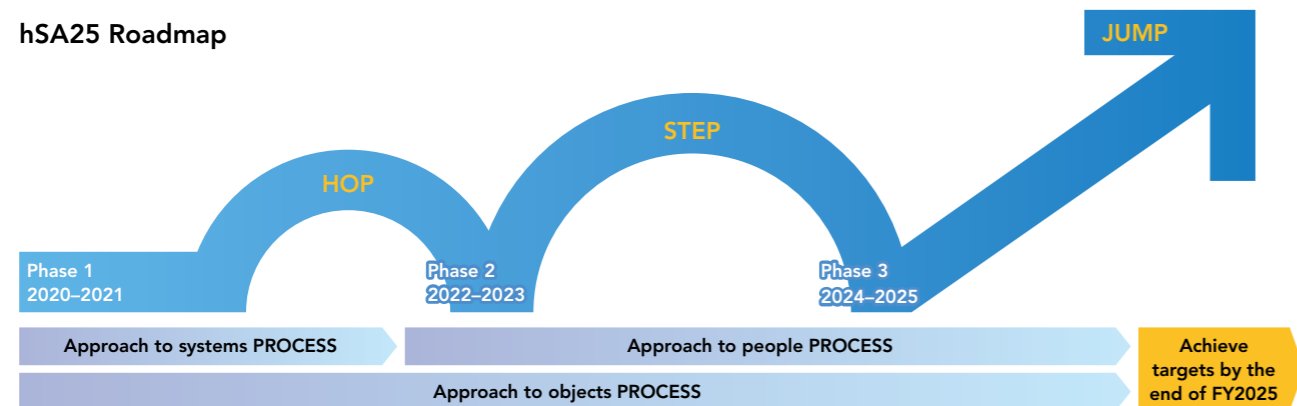 hSA25 Roadmap
JUMP
STEP
HOP
Phase 1
2020–2021
Phase 2
2022–2023
Phase 3
2024–2025
Approach to systems PROCESS
Approach to people PROCESS
Approach to objects PROCESS
Achieve
targets by the
end of FY2025